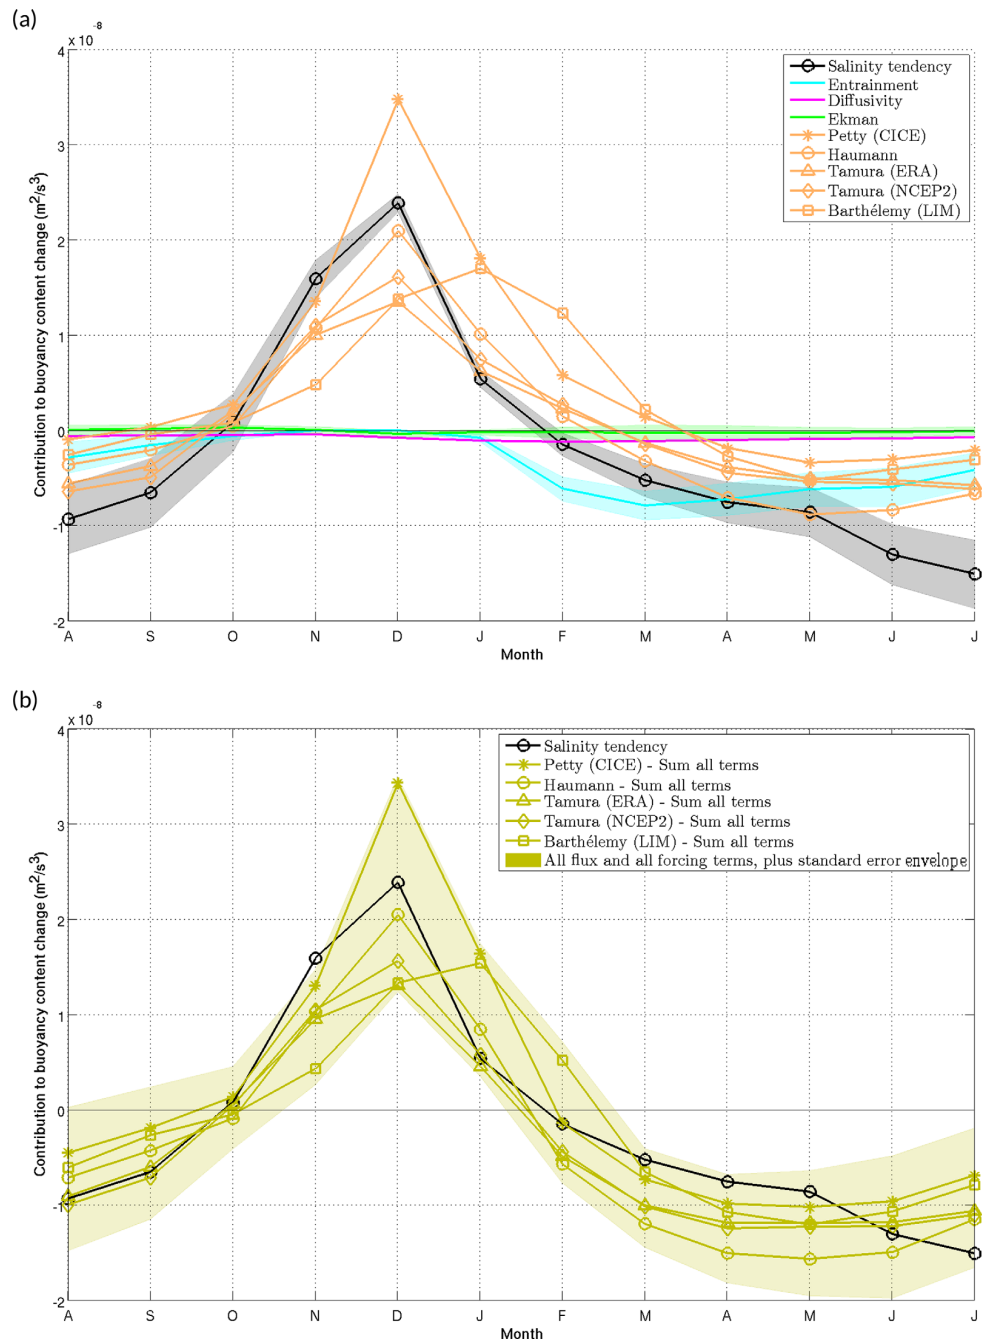 (a)
x 10⁻⁸
4
3
2
1
0
-1
-2
Contribution to buoyancy content change (m²/s³)
Salinity tendency
Entrainment
Diffusivity
Ekman
Petty (CICE)
Haumann
Tamura (ERA)
Tamura (NCEP2)
Barthélemy (LIM)
A S O N D J F M A M J J
Month
(b)
x 10⁻⁸
4
3
2
1
0
-1
-2
Contribution to buoyancy content change (m²/s³)
Salinity tendency
Petty (CICE) - Sum all terms
Haumann - Sum all terms
Tamura (ERA) - Sum all terms
Tamura (NCEP2) - Sum all terms
Barthélemy (LIM) - Sum all terms
All flux and all forcing terms, plus standard error envelope
A S O N D J F M A M J J
Month